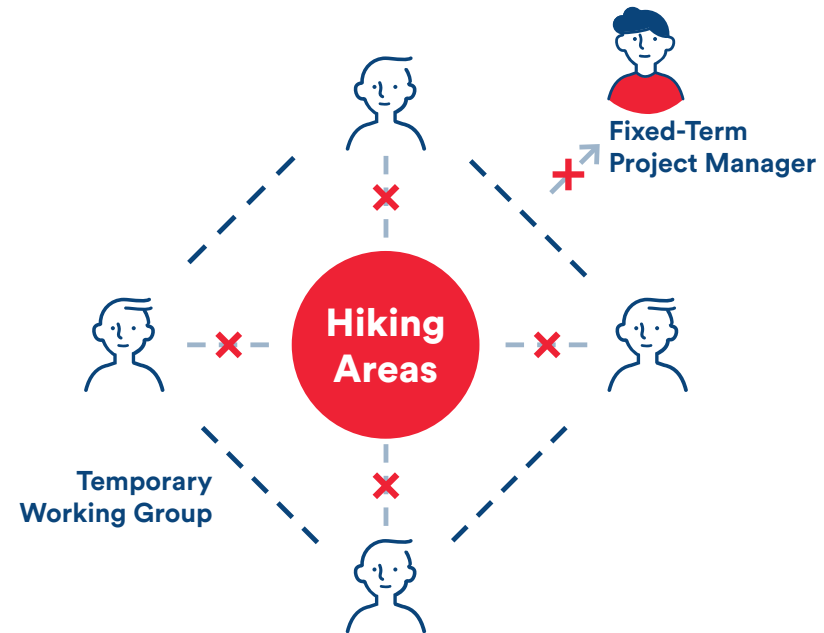 Fixed-Term
Project Manager
Hiking
Areas
Temporary
Working Group